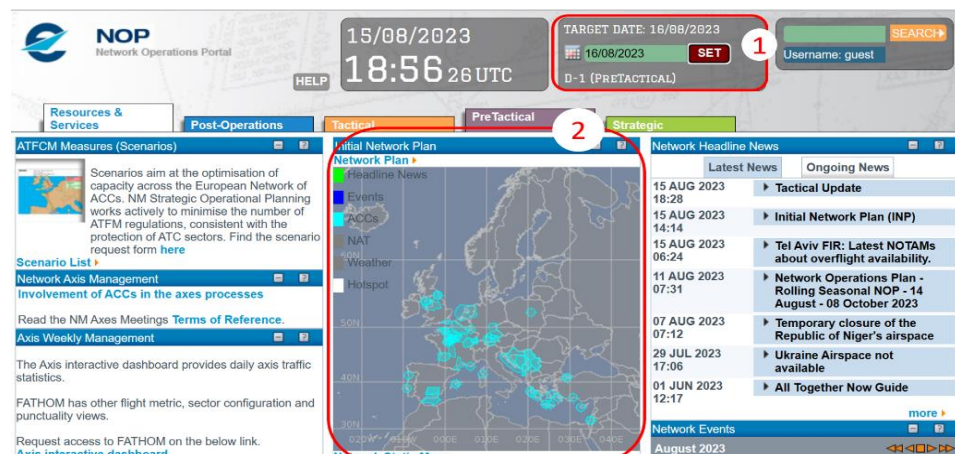 NOP
Network Operations Portal
HELP
15/08/2023
18:56 26 UTC
TARGET DATE: 16/08/2023
16/08/2023 SET
D-1 (PRETACTICAL)
1
SEARCH
Username: guest
Resources &
Services
Post-Operations
Tactical
PreTactical
Strategic
2
ATFCM Measures (Scenarios)
Scenarios aim at the optimisation of
capacity across the European Network of
ACCs. NM Strategic Operational Planning
works actively to minimise the number of
ATFM regulations, consistent with the
protection of ATC sectors. Find the scenario
request form here
Scenario List
Network Axis Management
Involvement of ACCs in the axes processes
Read the NM Axes Meetings Terms of Reference.
Axis Weekly Management
The Axis interactive dashboard provides daily axis traffic
statistics.
FATHOM has other flight metric, sector configuration and
punctuality views.
Request access to FATHOM on the below link.
Axis interactive dashboard
Initial Network Plan
Network Plan
Headline News
Events
ACCs
NAT
Weather
Hotspot
60N
50N
40N
30N
020W 010W 000E 010E 020E 030E 040E
Network Headline News
Latest News Ongoing News
15 AUG 2023 Tactical Update
18:28
15 AUG 2023 Initial Network Plan (INP)
14:14
15 AUG 2023 Tel Aviv FIR: Latest NOTAMs
06:24 about overflight availability.
11 AUG 2023 Network Operations Plan -
07:31 Rolling Seasonal NOP - 14
August - 08 October 2023
07 AUG 2023 Temporary closure of the
07:12 Republic of Niger's airspace
29 JUL 2023 Ukraine Airspace not
17:06 available
01 JUN 2023 All Together Now Guide
12:17
more
Network Events
August 2023